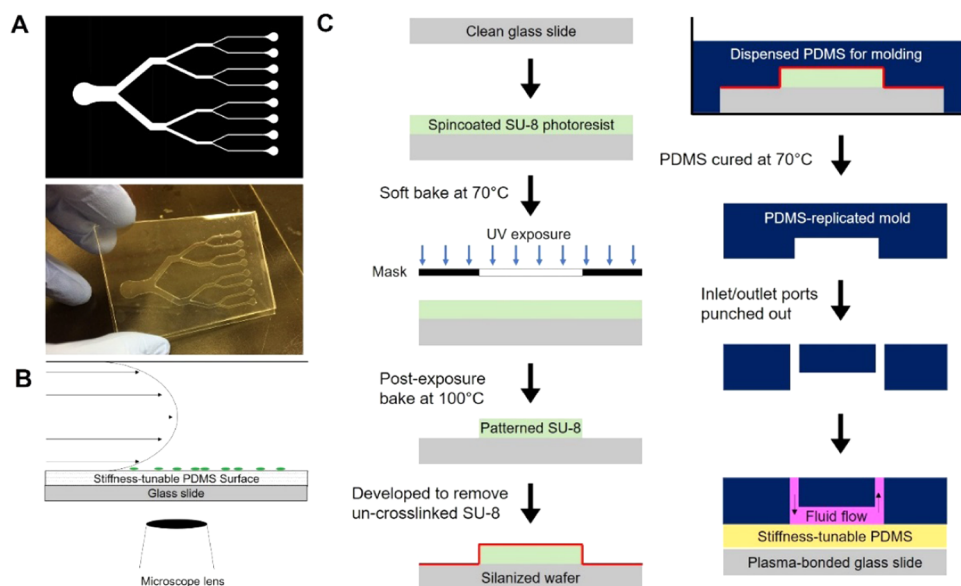 A
B
Stiffness-tunable PDMS Surface
Glass slide
Microscope lens
C
Clean glass slide
Spincoated SU-8 photoresist
Soft bake at 70°C
UV exposure
Mask
Post-exposure
bake at 100°C
Patterned SU-8
Developed to remove
un-crosslinked SU-8
Silanized wafer
Dispensed PDMS for molding
PDMS cured at 70°C
PDMS-replicated mold
Inlet/outlet ports
punched out
Fluid flow
Stiffness-tunable PDMS
Plasma-bonded glass slide